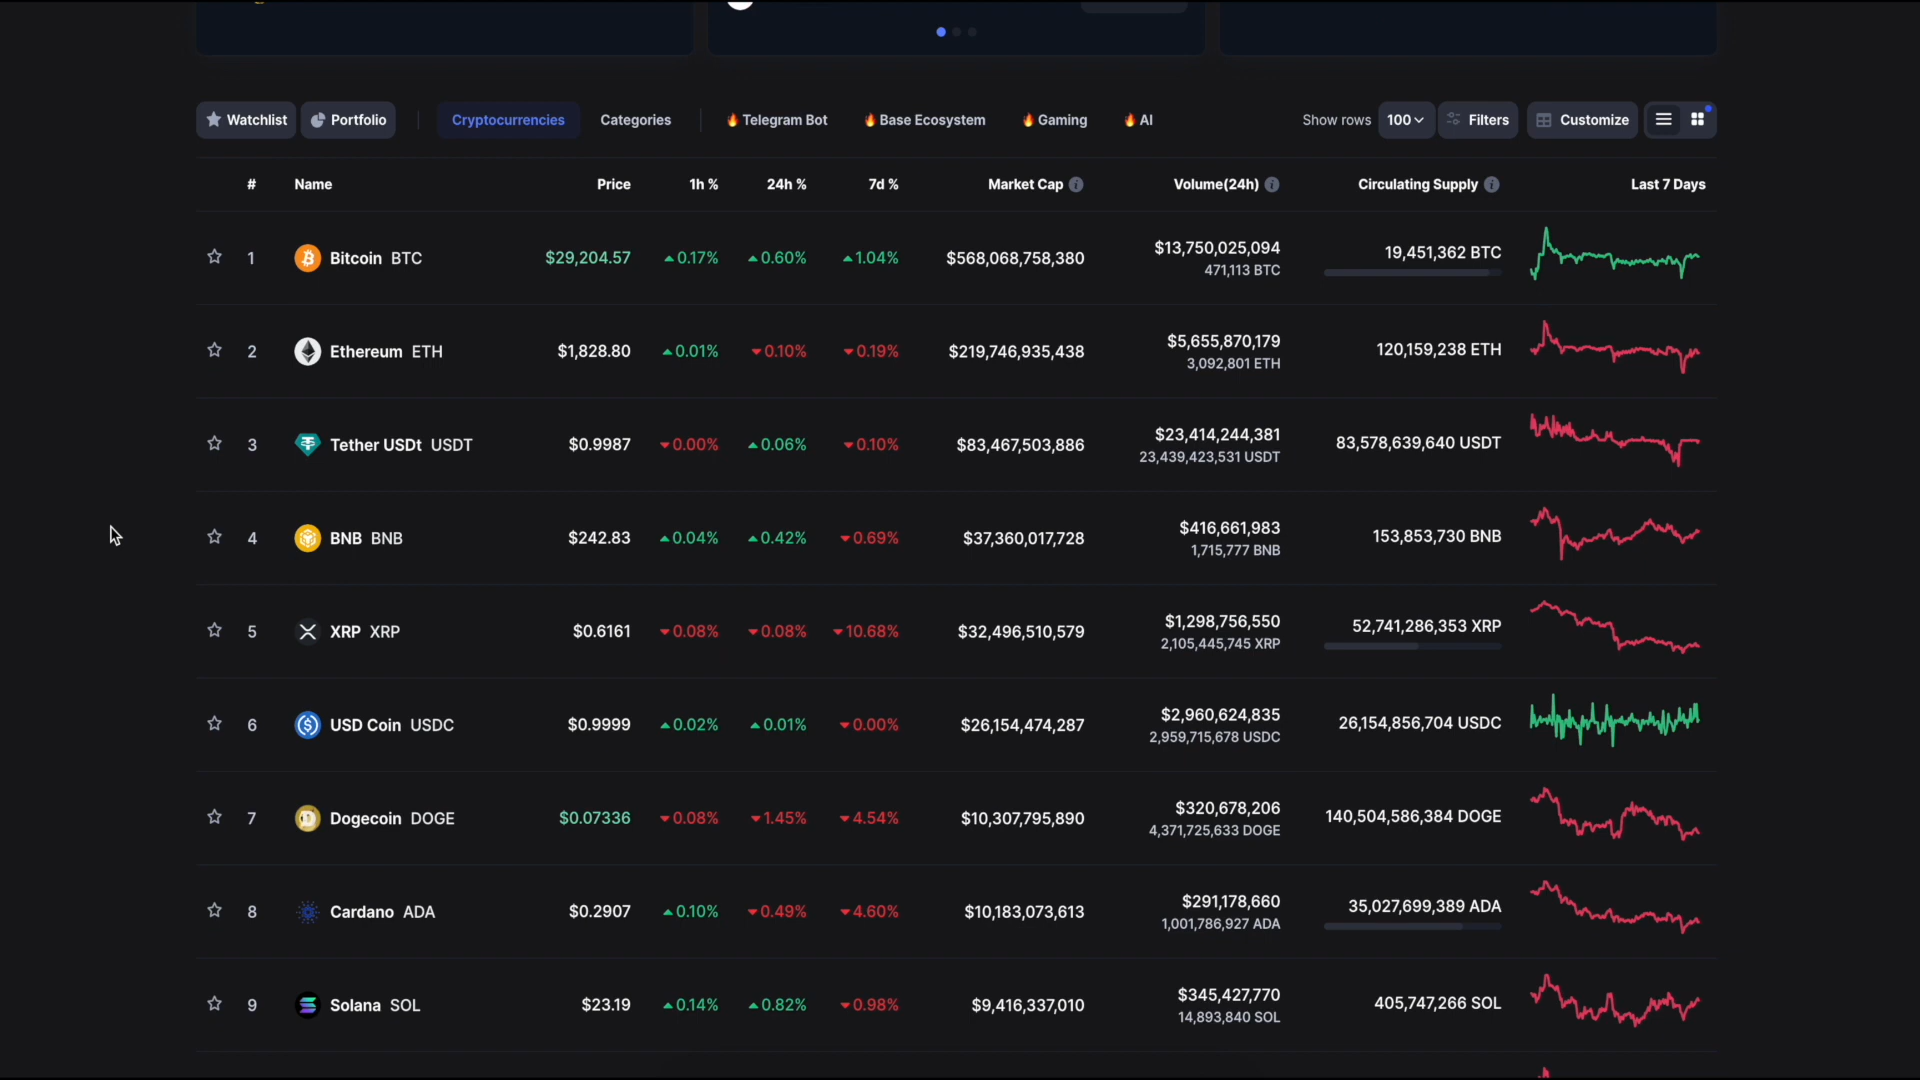 Watchlist Portfolio Cryptocurrencies Categories Telegram Bot Base Ecosystem Gaming AI Show rows 100 Filters Customize
# Name Price 1h % 24h % 7d % Market Cap Volume(24h) Circulating Supply Last 7 Days
1 Bitcoin BTC $29,204.57 0.17% 0.60% 1.04% $568,068,758,380 $13,750,025,094 19,451,362 BTC
471,113 BTC
2 Ethereum ETH $1,828.80 0.01% 0.10% 0.19% $219,746,935,438 $5,655,870,179 120,159,238 ETH
3,092,801 ETH
3 Tether USDt USDT $0.9987 0.00% 0.06% 0.10% $83,467,503,886 $23,414,244,381 83,578,639,640 USDT
23,439,423,531 USDT
4 BNB BNB $242.83 0.04% 0.42% 0.69% $37,360,017,728 $416,661,983 153,853,730 BNB
1,715,777 BNB
5 XRP XRP $0.6161 0.08% 0.08% 10.68% $32,496,510,579 $1,298,756,550 52,741,286,353 XRP
2,105,445,745 XRP
6 USD Coin USDC $0.9999 0.02% 0.01% 0.00% $26,154,474,287 $2,960,624,835 26,154,856,704 USDC
2,959,715,678 USDC
7 Dogecoin DOGE $0.07336 0.08% 1.45% 4.54% $10,307,795,890 $320,678,206 140,504,586,384 DOGE
4,371,725,633 DOGE
8 Cardano ADA $0.2907 0.10% 0.49% 4.60% $10,183,073,613 $291,178,660 35,027,699,389 ADA
1,001,786,927 ADA
9 Solana SOL $23.19 0.14% 0.82% 0.98% $9,416,337,010 $345,427,770 405,747,266 SOL
14,893,840 SOL